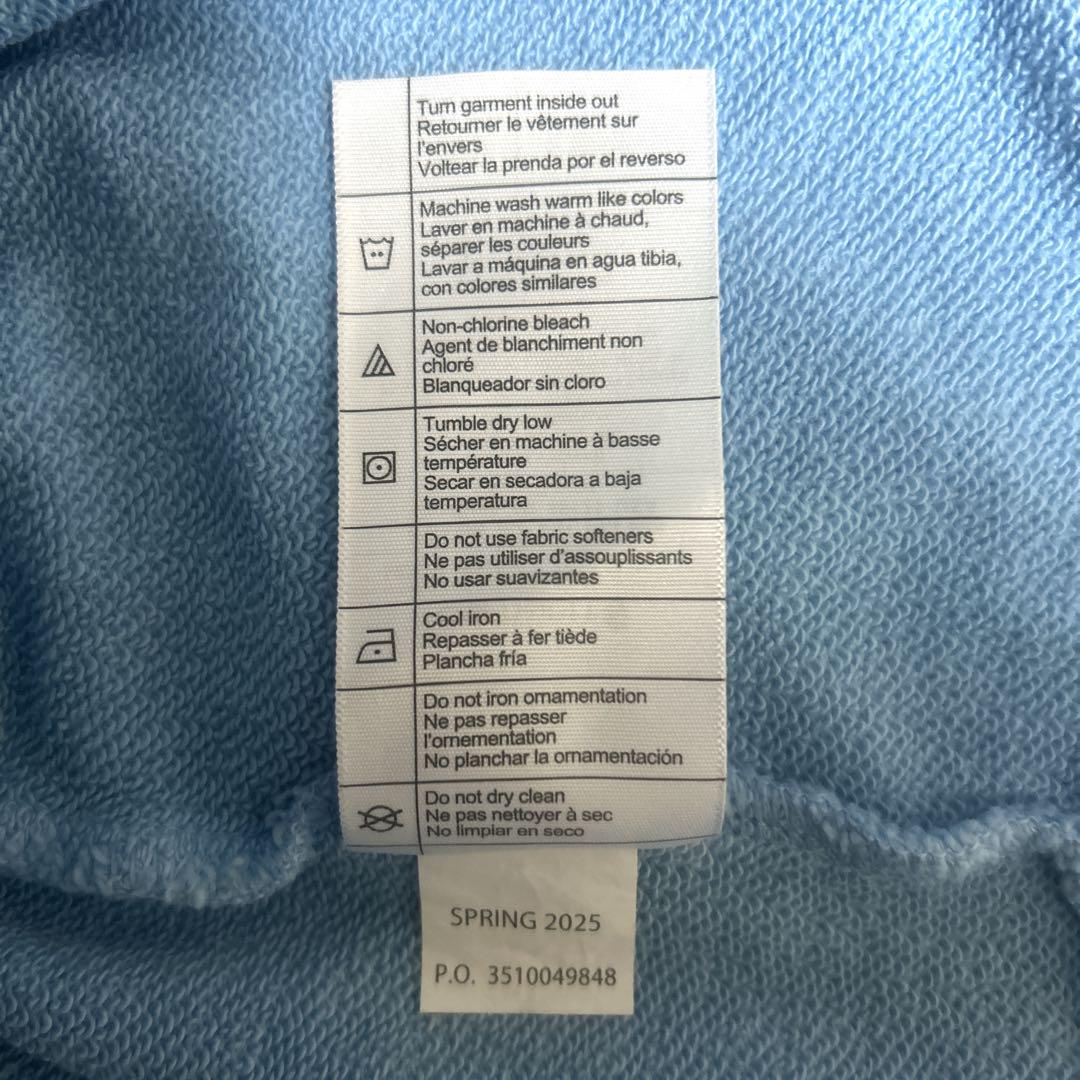 Turn garment inside out
Retourner le vêtement sur
l'envers
Voltear la prenda por el reverso
Machine wash warm like colors
Laver en machine à chaud,
séparer les couleurs
Lavar a máquina en agua tibia,
con colores similares
Non-chlorine bleach
Agent de blanchiment non
chloré
Blanqueador sin cloro
Tumble dry low
Sécher en machine à basse
température
Secar en secadora a baja
temperatura
Do not use fabric softeners
Ne pas utiliser d'assouplissants
No usar suavizantes
Cool iron
Repasser à fer tiède
Plancha fría
Do not iron ornamentation
Ne pas repasser
l'ornementation
No planchar la ornamentación
Do not dry clean
Ne pas nettoyer à sec
No limpiar en seco
SPRING 2025
P.O. 3510049848